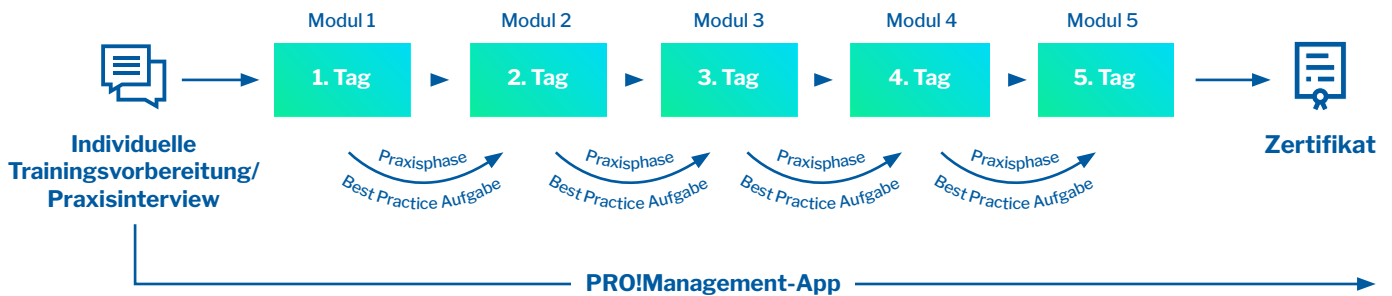 Modul 1
Modul 2
Modul 3
Modul 4
Modul 5
1. Tag
2. Tag
3. Tag
4. Tag
5. Tag
Individuelle
Trainingsvorbereitung/
Praxisinterview
Zertifikat
Praxisphase
Best Practice Aufgabe
Praxisphase
Best Practice Aufgabe
Praxisphase
Best Practice Aufgabe
Praxisphase
Best Practice Aufgabe
PRO!Management-App